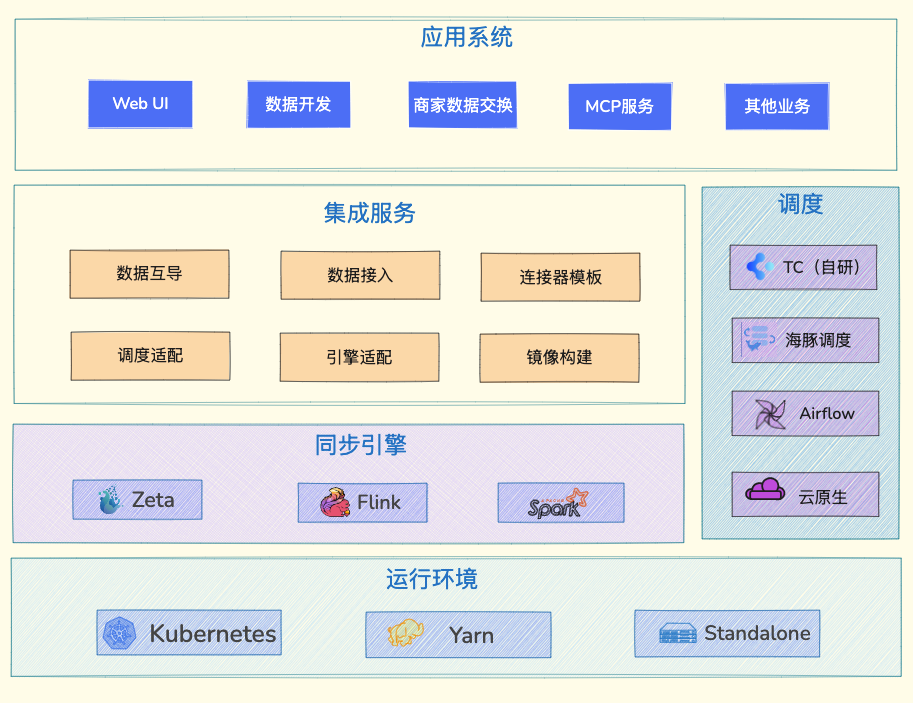 应用系统
Web UI
数据开发
商家数据交换
MCP服务
其他业务
集成服务
数据互导
数据接入
连接器模板
调度适配
引擎适配
镜像构建
调度
TC（自研）
海豚调度
Airflow
云原生
同步引擎
Zeta
Flink
APACHE
Spark
运行环境
Kubernetes
Yarn
Standalone